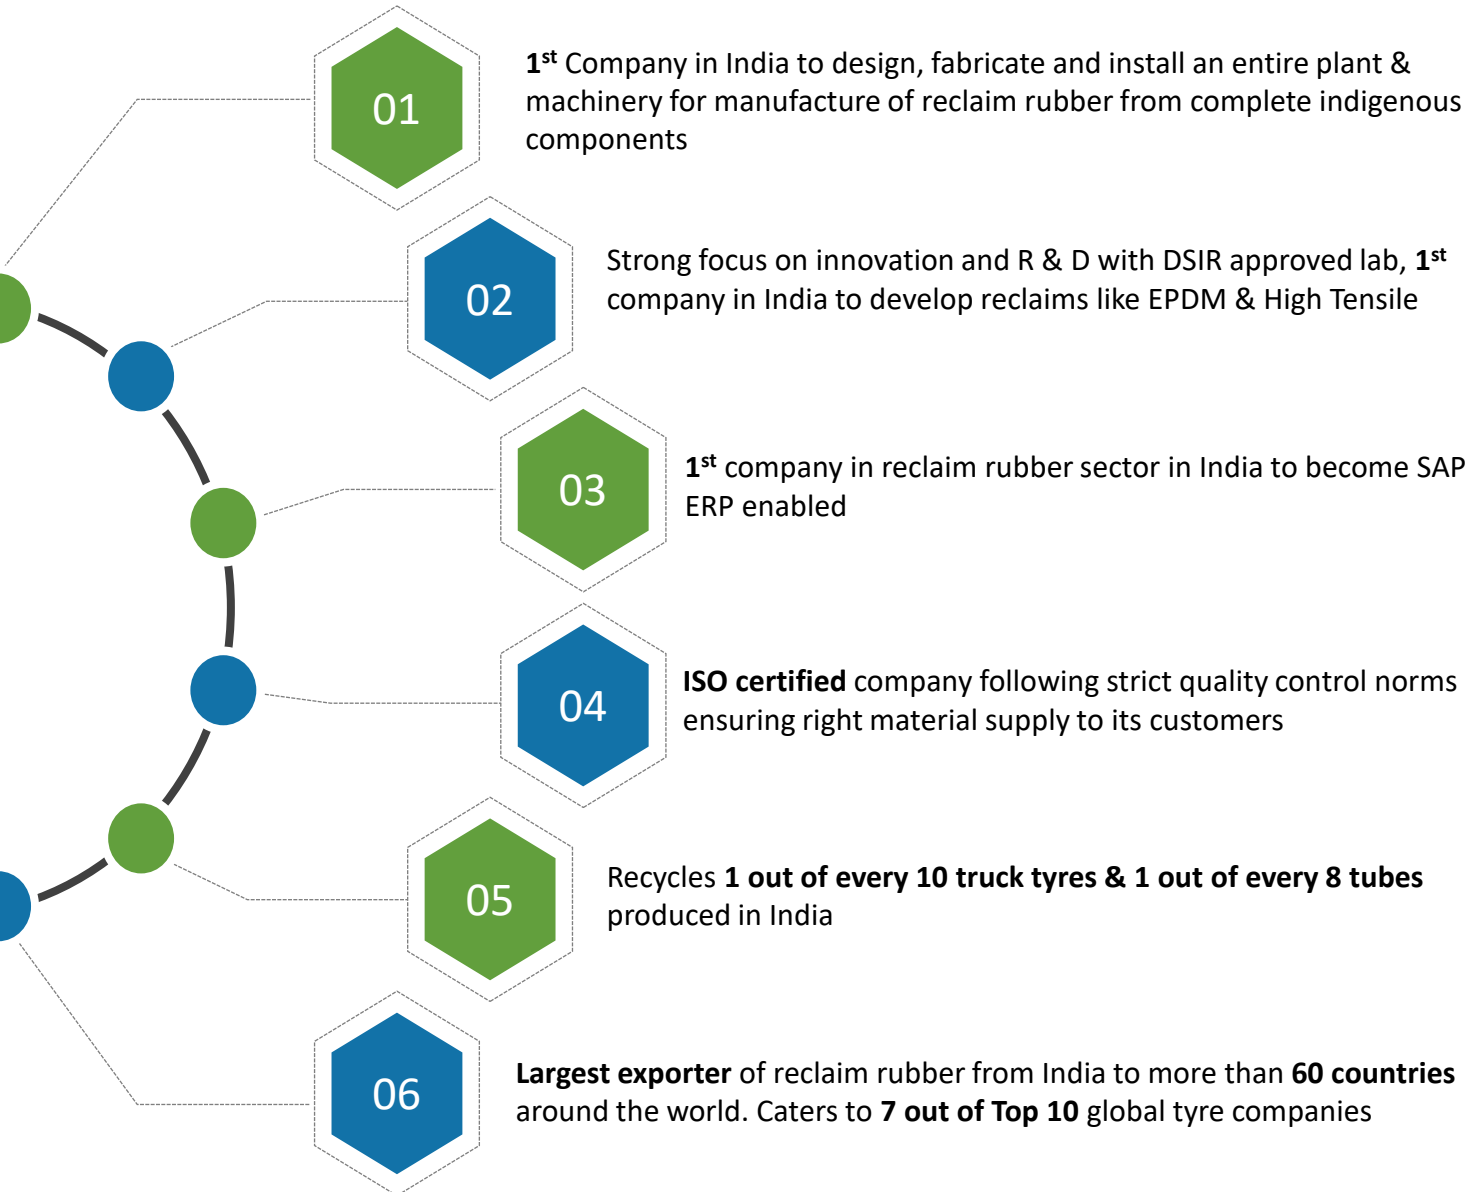 01
1st Company in India to design, fabricate and install an entire plant &
machinery for manufacture of reclaim rubber from complete indigenous
components
02
Strong focus on innovation and R & D with DSIR approved lab, 1st
company in India to develop reclaims like EPDM & High Tensile
03
1st company in reclaim rubber sector in India to become SAP
ERP enabled
04
ISO certified company following strict quality control norms
ensuring right material supply to its customers
05
Recycles 1 out of every 10 truck tyres & 1 out of every 8 tubes
produced in India
06
Largest exporter of reclaim rubber from India to more than 60 countries
around the world. Caters to 7 out of Top 10 global tyre companies